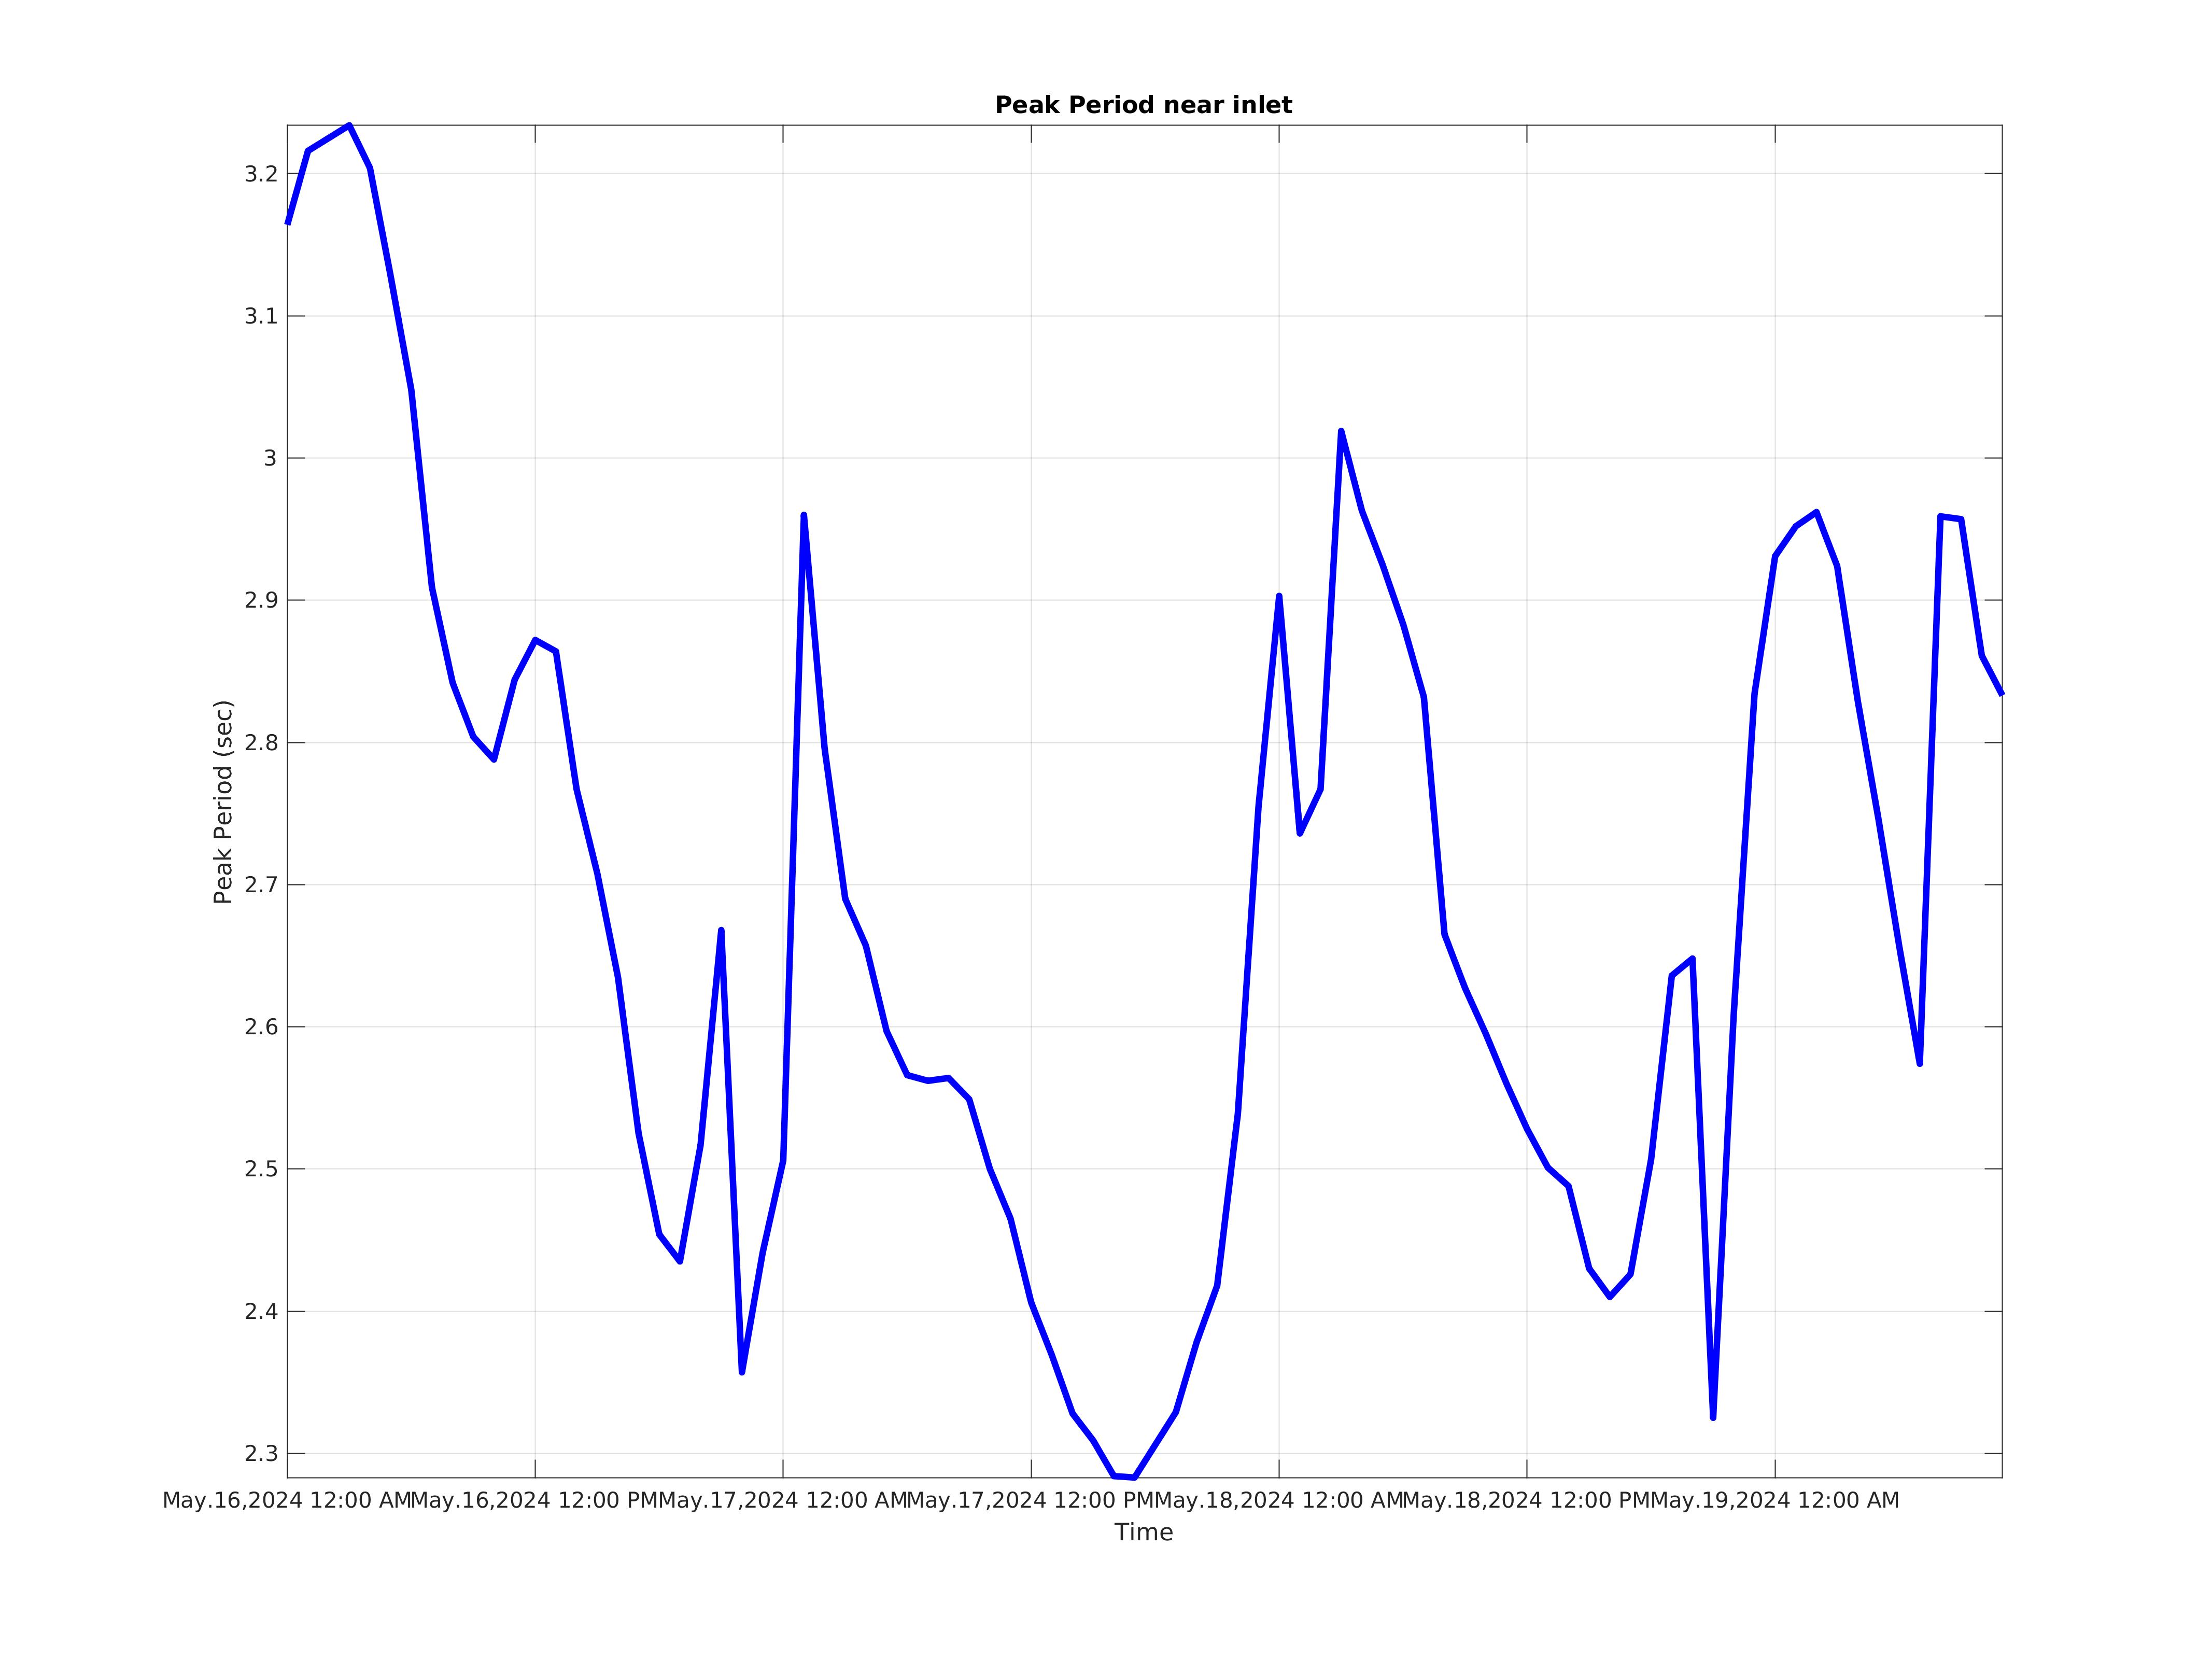 Peak Period near inlet
3.2
3.1
3
2.9
2.8
2.7
2.6
2.5
2.4
2.3
Peak Period (sec)
May.16,2024 12:00 AM May.16,2024 12:00 PM May.17,2024 12:00 AM May.17,2024 12:00 PM May.18,2024 12:00 AM May.18,2024 12:00 PM May.19,2024 12:00 AM
Time